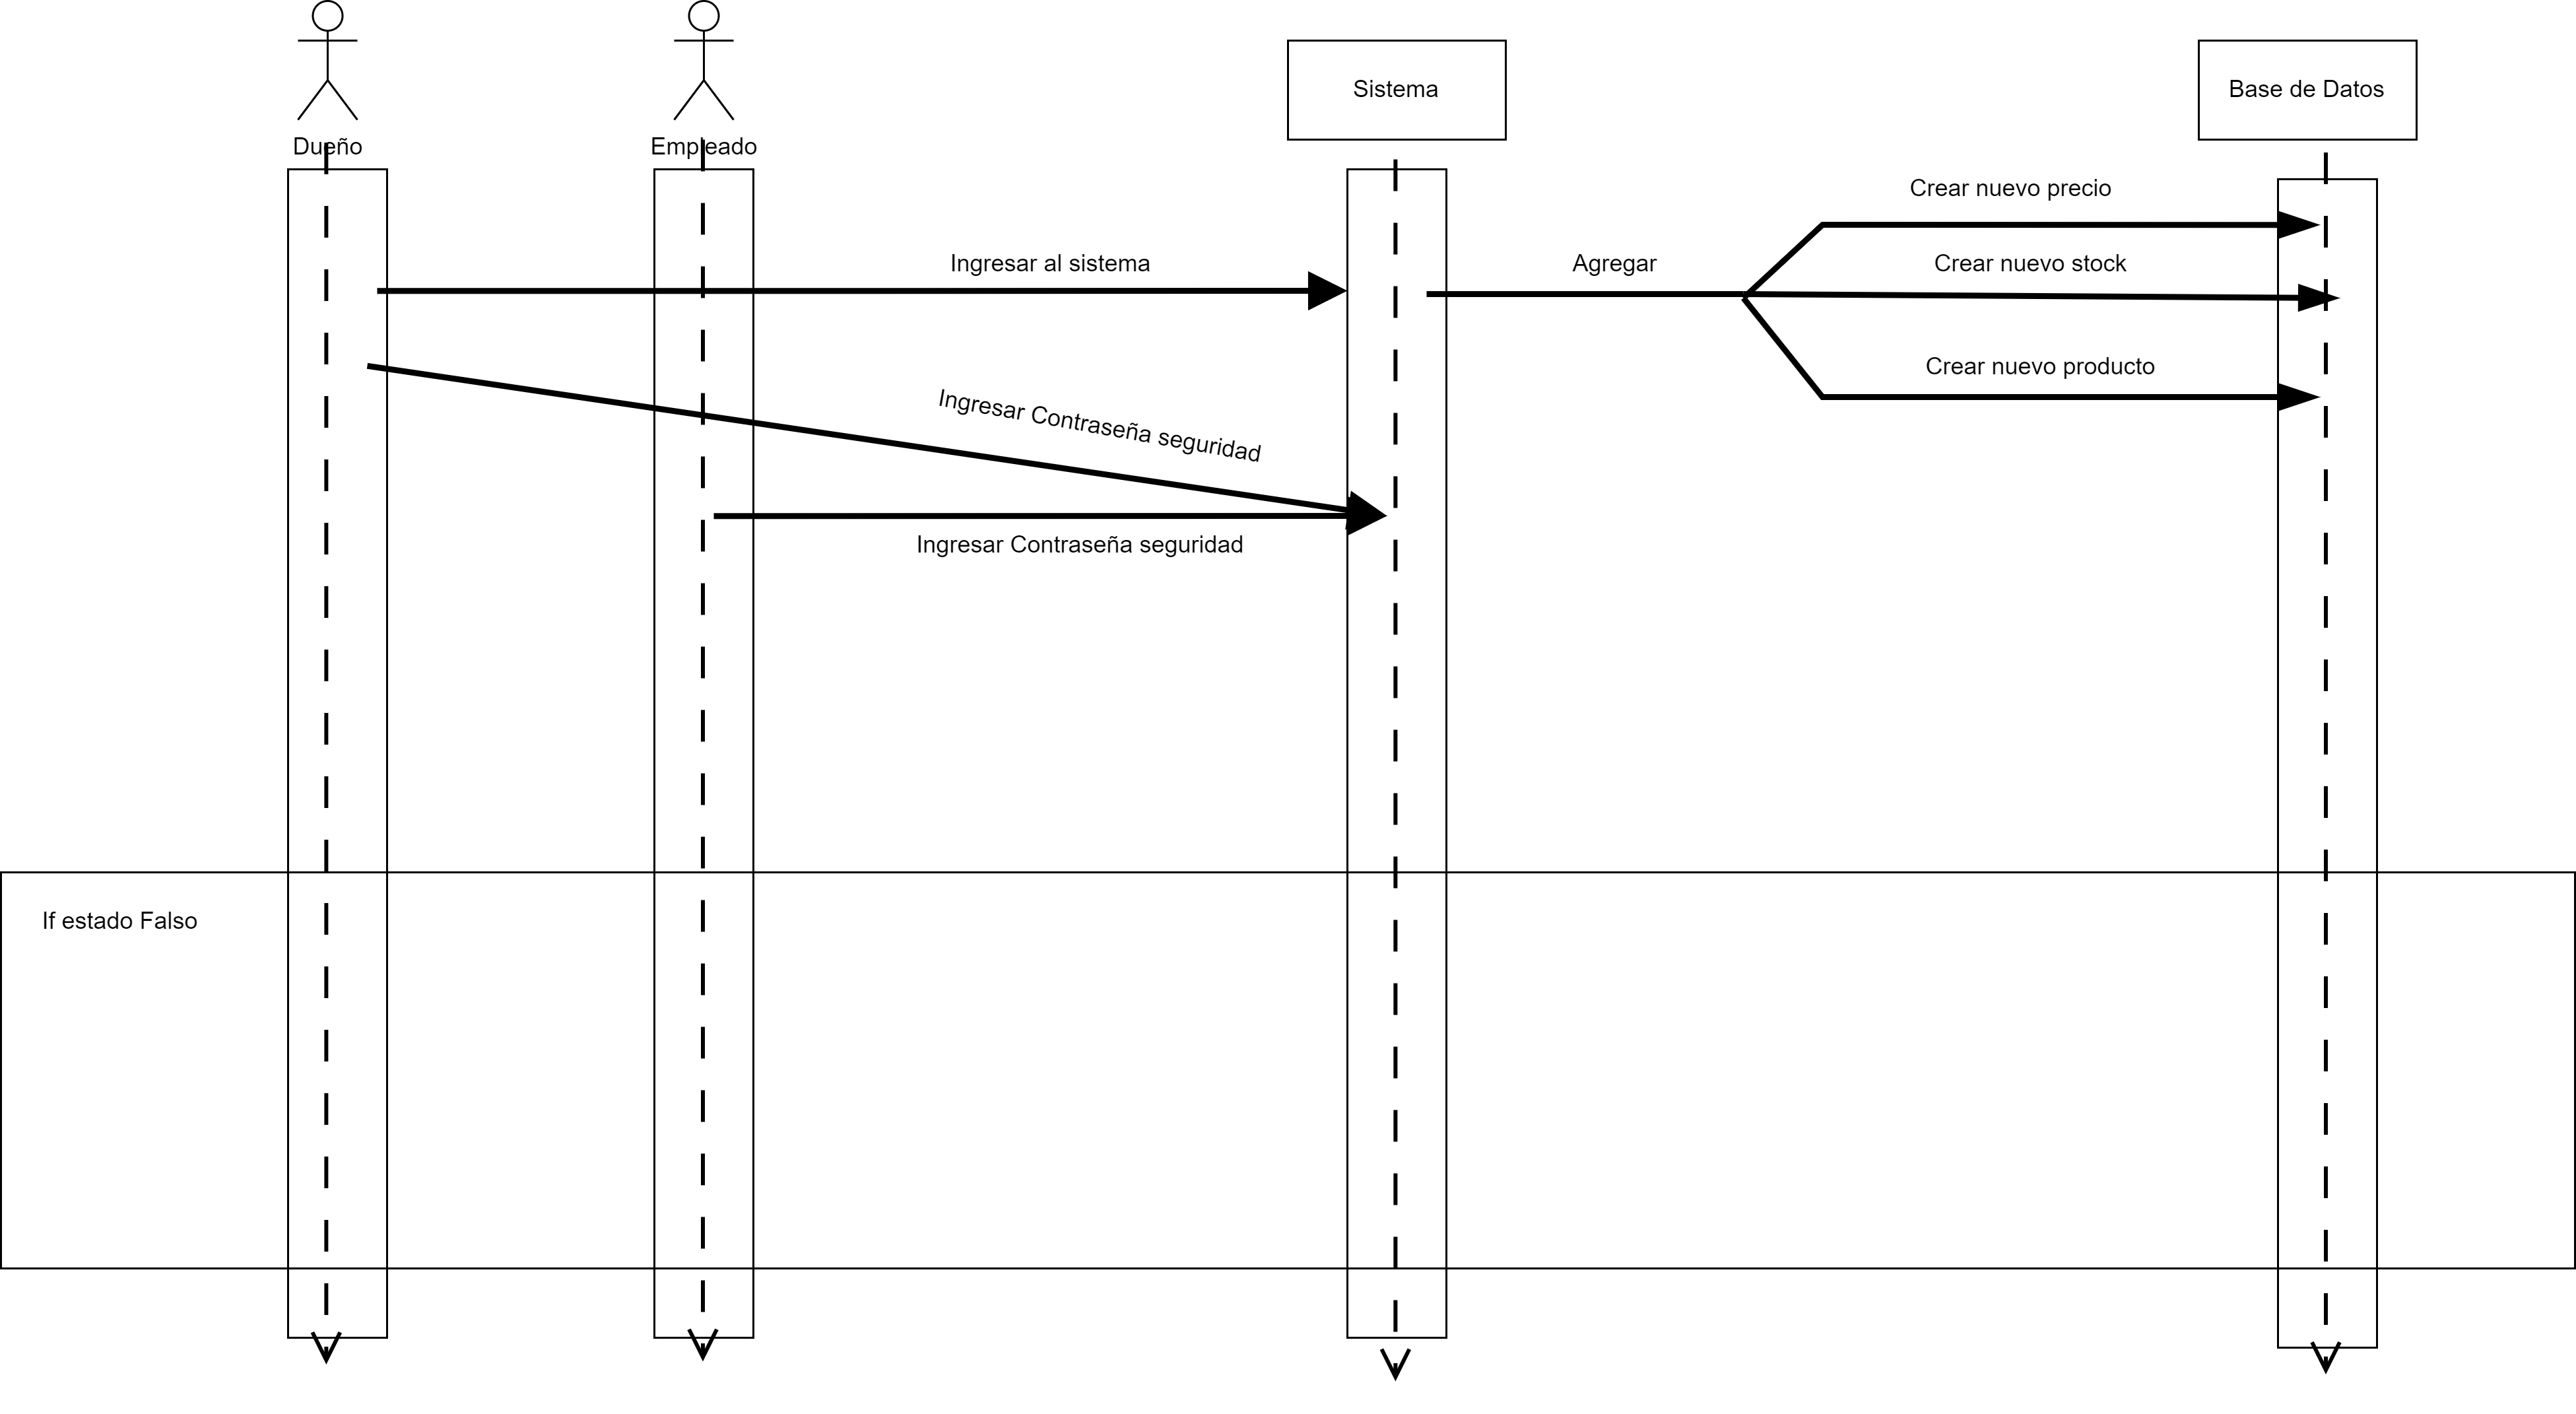 Dueño
Empleado
Sistema
Base de Datos
Crear nuevo precio
Ingresar al sistema
Agregar
Crear nuevo stock
Crear nuevo producto
Ingresar Contraseña seguridad
Ingresar Contraseña seguridad
If estado Falso